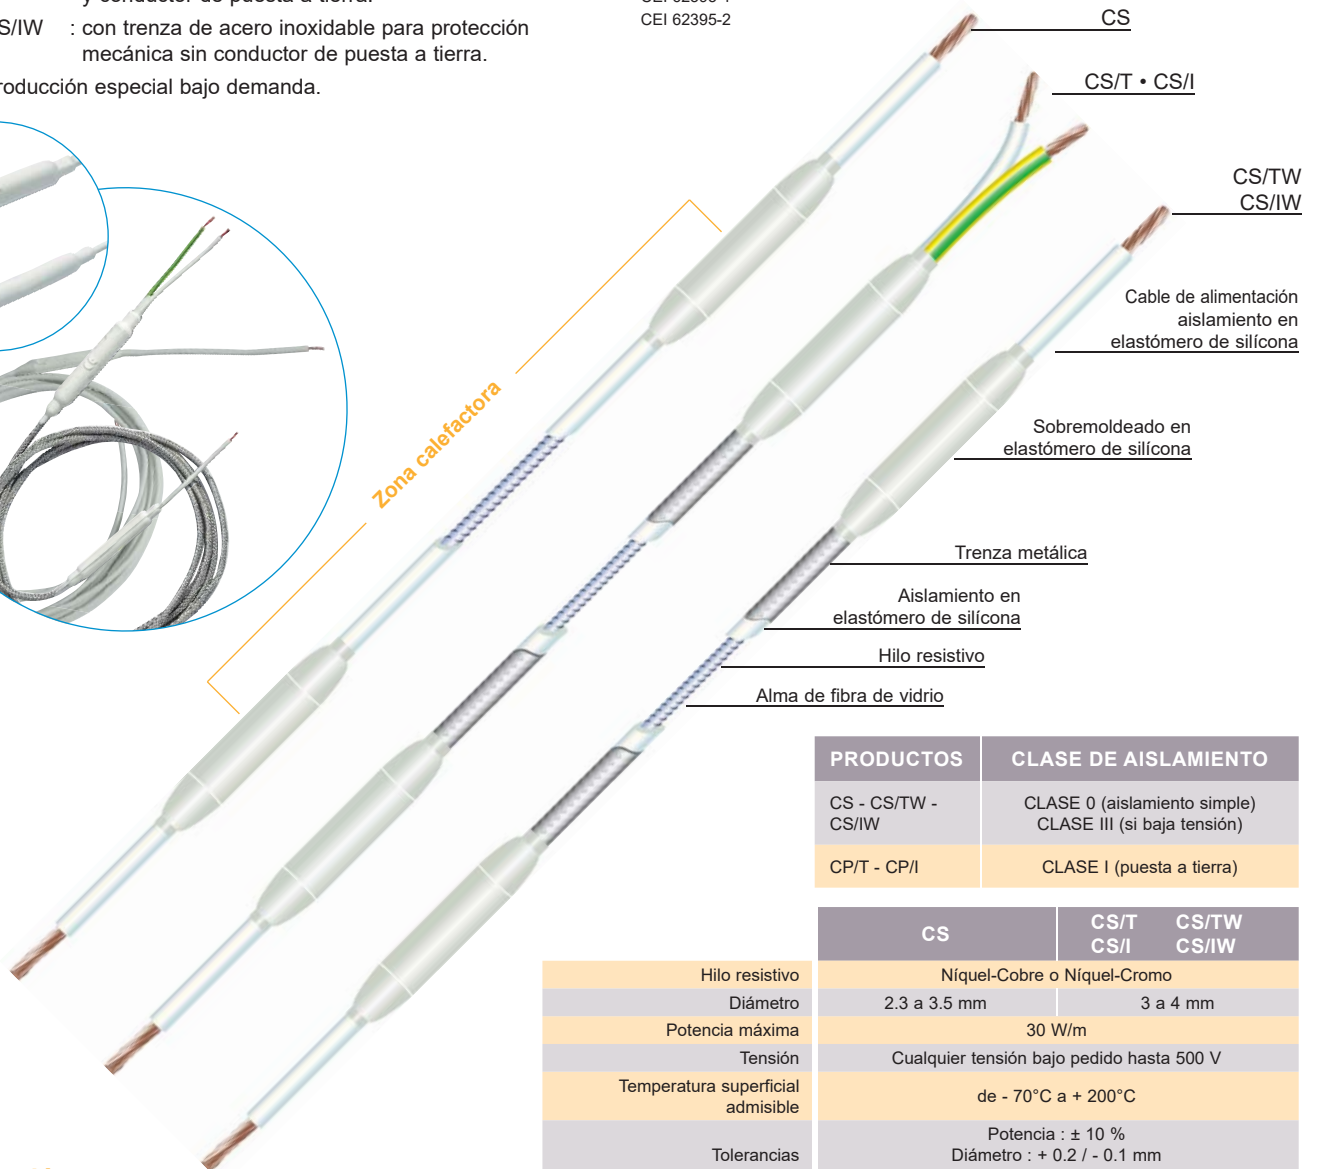 y conductor de puesta a tierra.
S/IW : con trenza de acero inoxidable para protección
mecánica sin conductor de puesta a tierra.
roducción especial bajo demanda.
CEI 62395-2
CS
CS/T • CS/I
CS/TW
CS/IW
Cable de alimentación
aislamiento en
elastómero de silícona
Sobremoldeado en
elastómero de silícona
Trenza metálica
Aislamiento en
elastómero de silícona
Hilo resistivo
Alma de fibra de vidrio
Zona calefactora
PRODUCTOS CLASE DE AISLAMIENTO
CS - CS/TW - CLASE 0 (aislamiento simple)
CS/IW CLASE III (si baja tensión)
CP/T - CP/I CLASE I (puesta a tierra)
CS CS/T CS/TW
CS/I CS/IW
Hilo resistivo Níquel-Cobre o Níquel-Cromo
Diámetro 2.3 a 3.5 mm 3 a 4 mm
Potencia máxima 30 W/m
Tensión Cualquier tensión bajo pedido hasta 500 V
Temperatura superficial
admisible de - 70°C a + 200°C
Potencia : ± 10 %
Tolerancias Diámetro : + 0.2 / - 0.1 mm